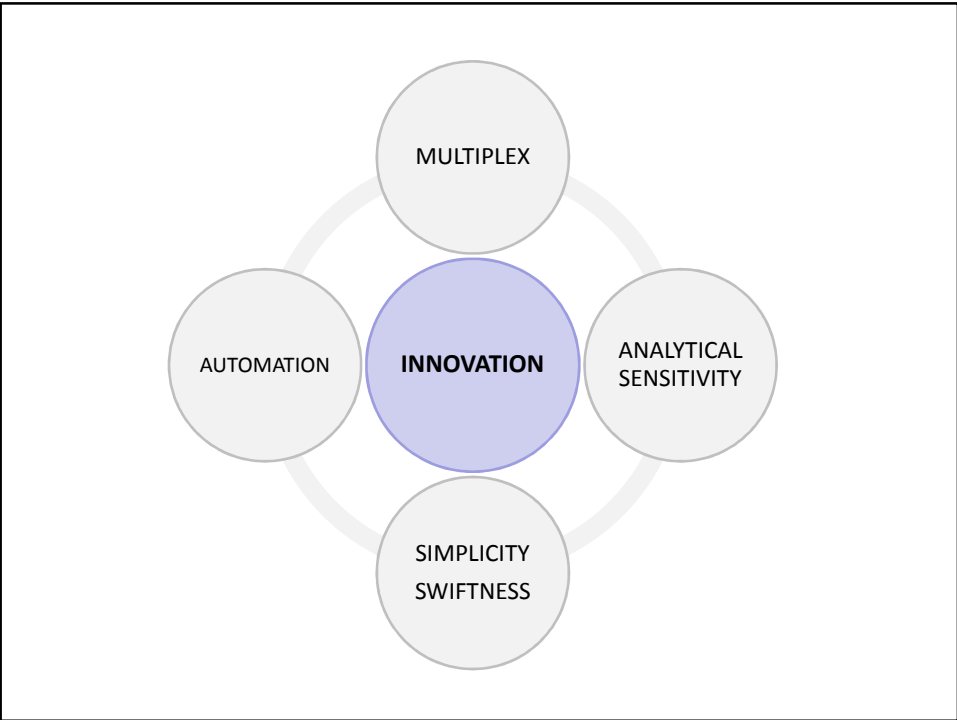 MULTIPLEX
AUTOMATION
INNOVATION
ANALYTICAL
SENSITIVITY
SIMPLICITY
SWIFTNESS